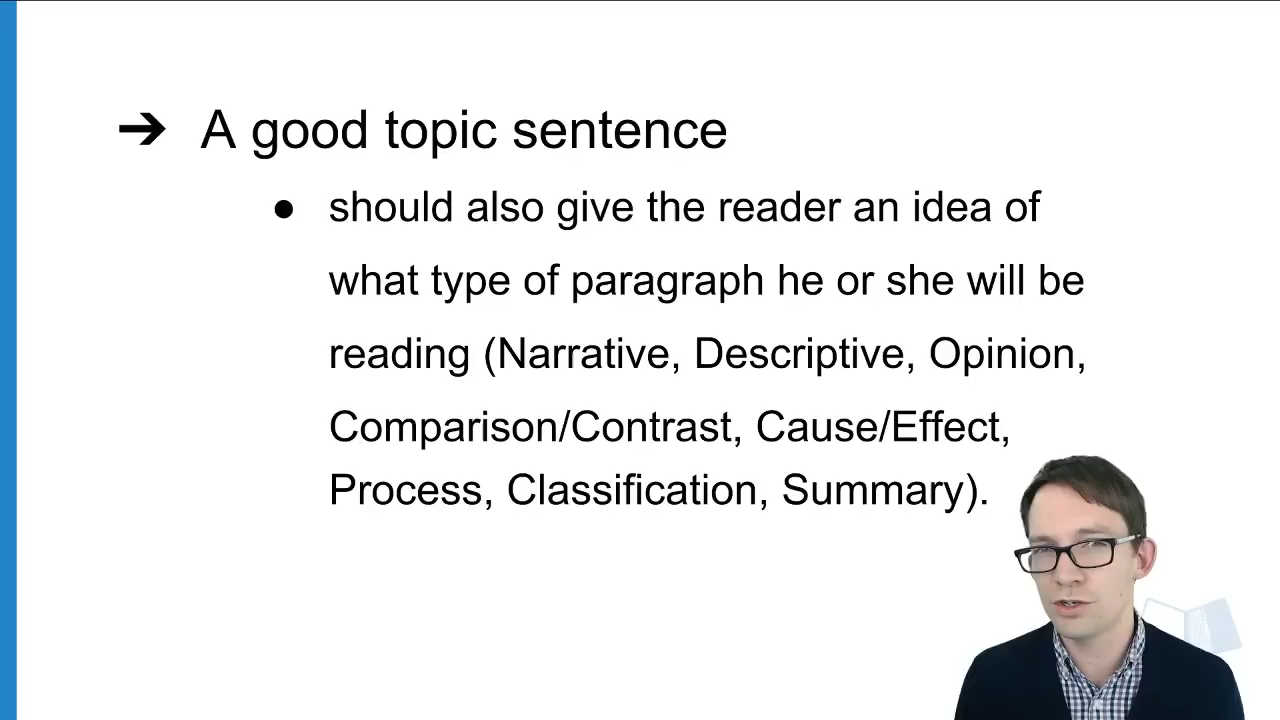 ➔ A good topic sentence
● should also give the reader an idea of
what type of paragraph he or she will be
reading (Narrative, Descriptive, Opinion,
Comparison/Contrast, Cause/Effect,
Process, Classification, Summary).